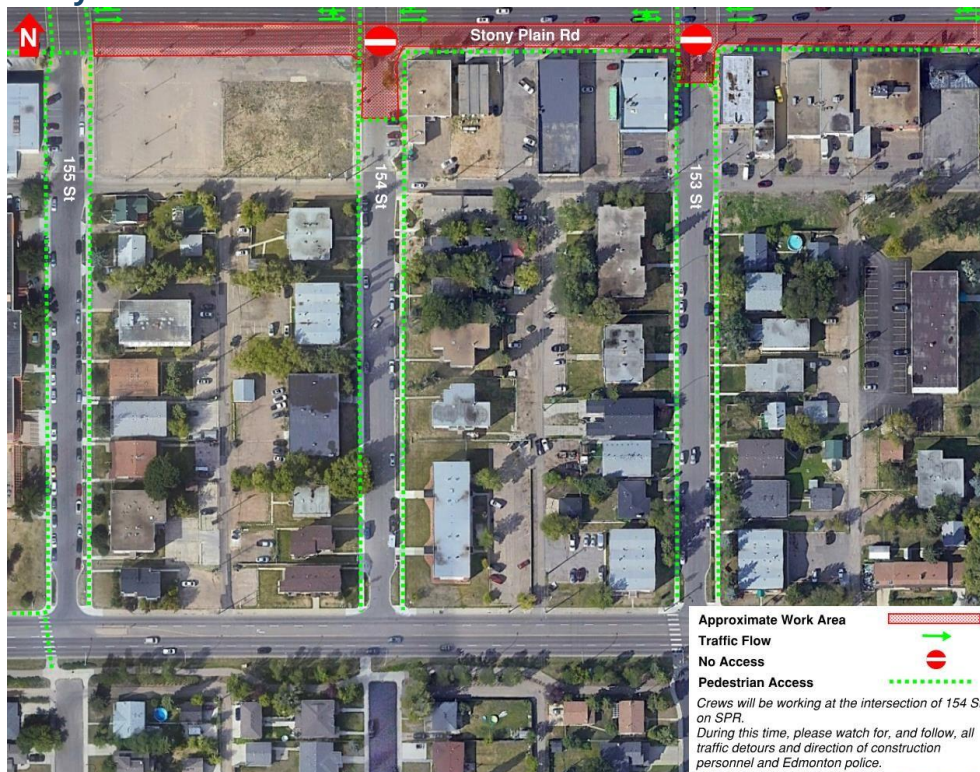 N
Stony Plain Rd
155 St
154 St
153 St
Approximate Work Area
Traffic Flow
No Access
Pedestrian Access
Crews will be working at the intersection of 154 S
on SPR.
During this time, please watch for, and follow, all
traffic detours and direction of construction
personnel and Edmonton police.